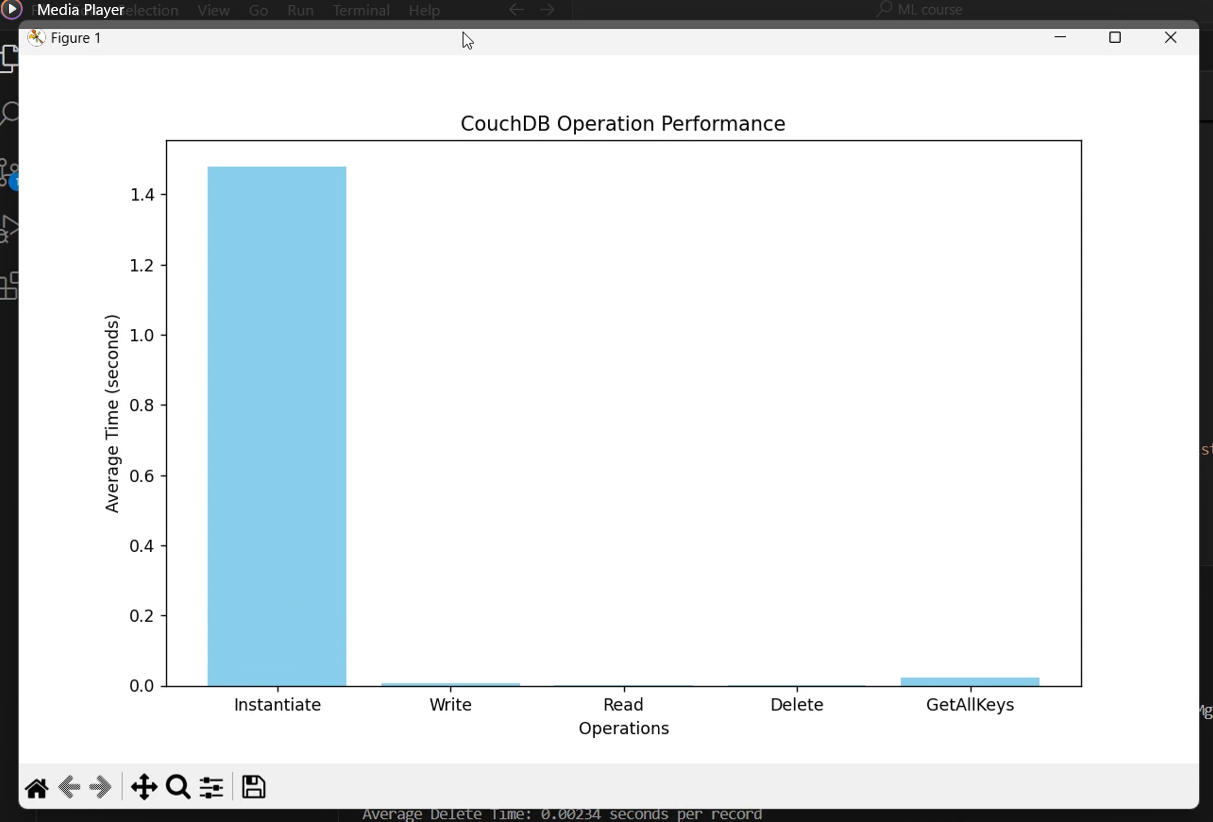 Media Player
election View Go Run Terminal Help
ML course
Figure 1
CouchDB Operation Performance
Average Time (seconds)
1.4
1.2
1.0
0.8
0.6
0.4
0.2
0.0
Instantiate Write Read Delete GetAllKeys
Operations
Average Delete Time: 0.00234 seconds per record